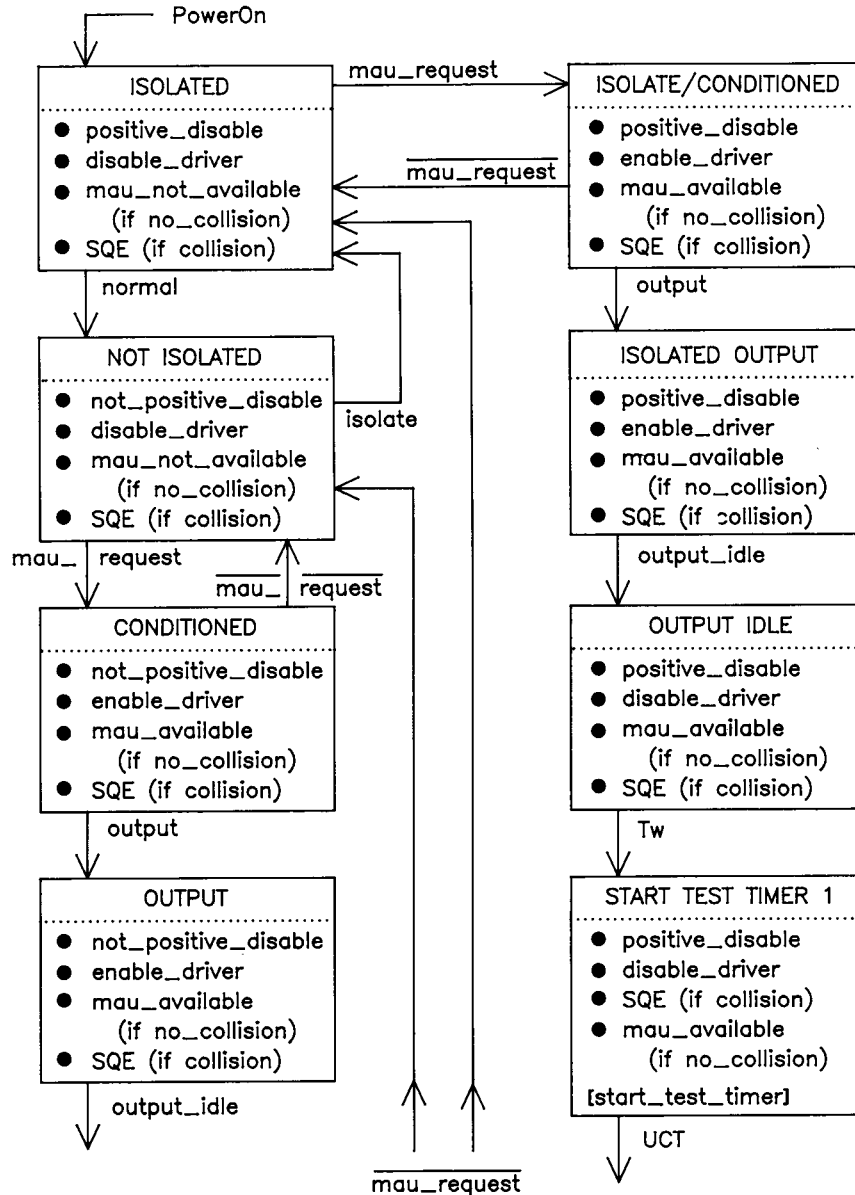 PowerOn
ISOLATED
● positive_disable
● disable_driver
● mau_not_available
(if no_collision)
● SQE (if collision)
mau_request
mau_request
ISOLATE/CONDITIONED
● positive_disable
● enable_driver
● mau_available
(if no_collision)
● SQE (if collision)
normal
output
NOT ISOLATED
● not_positive_disable
● disable_driver
● mau_not_available
(if no_collision)
● SQE (if collision)
isolate
ISOLATED OUTPUT
● positive_disable
● enable_driver
● mau_available
(if no_collision)
● SQE (if collision)
mau_ request
mau_ request
output_idle
CONDITIONED
● not_positive_disable
● enable_driver
● mau_available
(if no_collision)
● SQE (if collision)
OUTPUT IDLE
● positive_disable
● disable_driver
● mau_available
(if no_collision)
● SQE (if collision)
output
Tw
OUTPUT
● not_positive_disable
● enable_driver
● mau_available
(if no_collision)
● SQE (if collision)
START TEST TIMER 1
● positive_disable
● disable_driver
● SQE (if collision)
● mau_available
(if no_collision)
[start_test_timer]
output_idle
UCT
mau_request